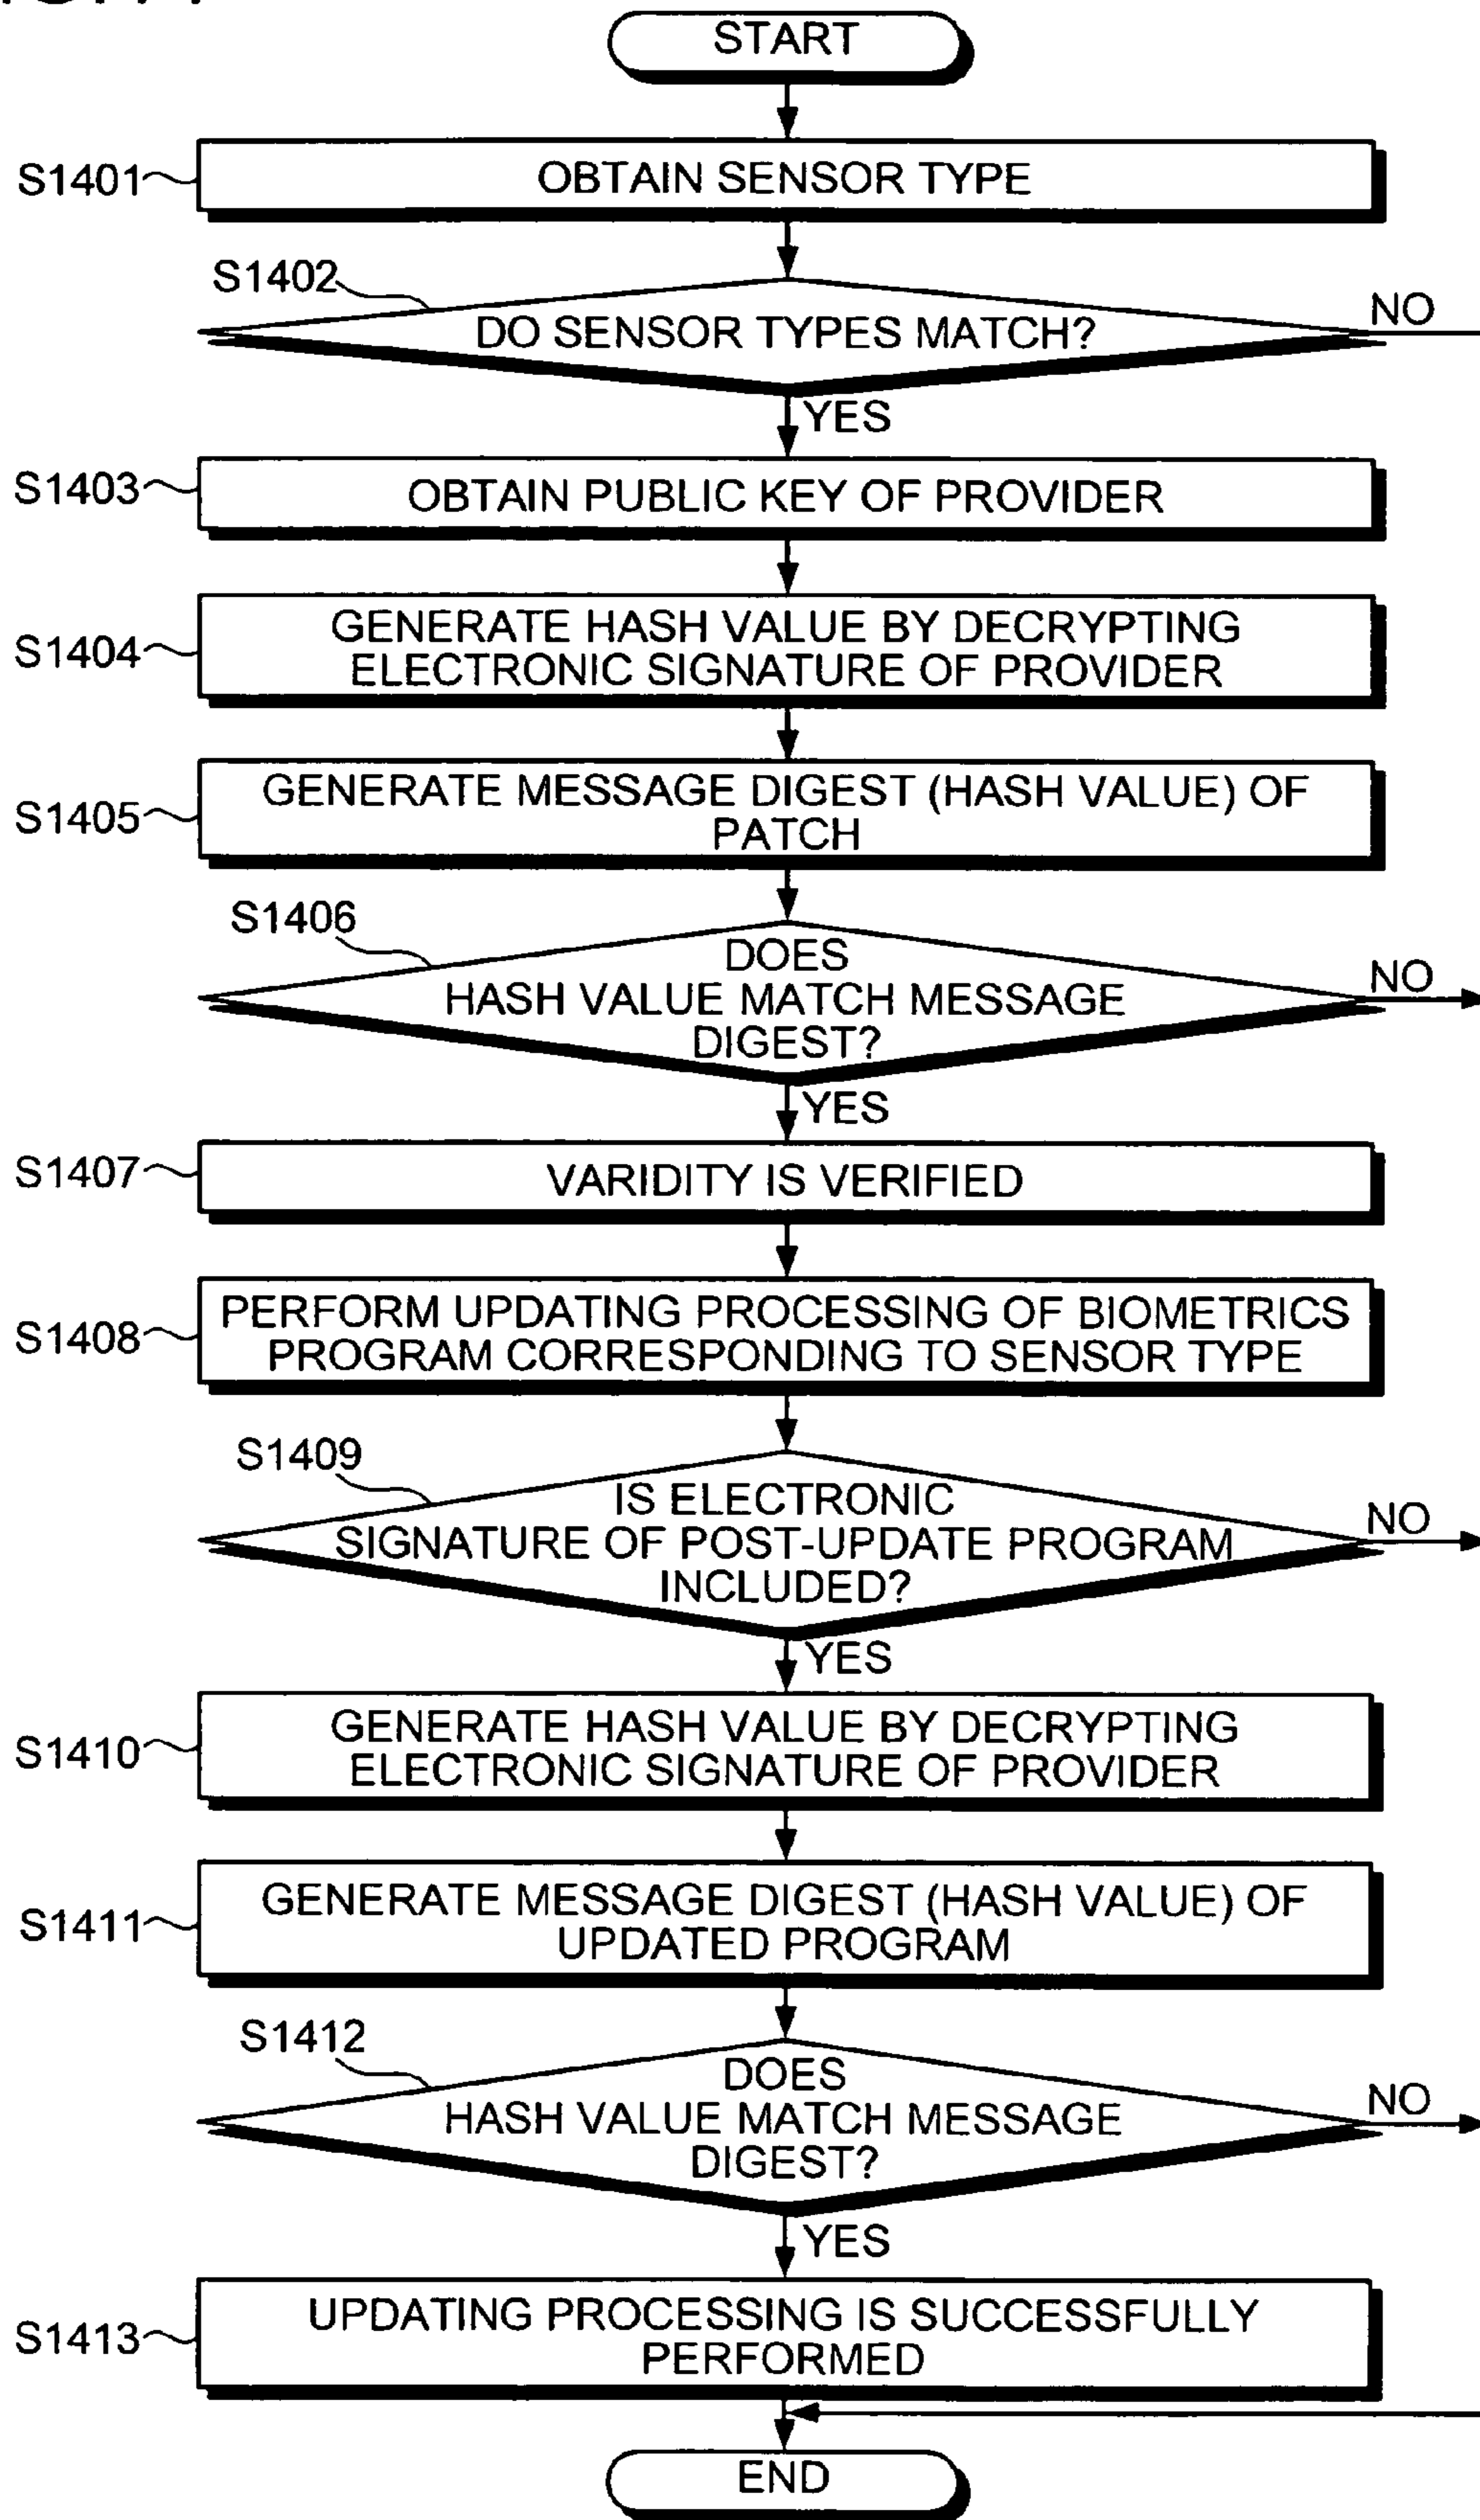 START
S1401
OBTAIN SENSOR TYPE
S1402
DO SENSOR TYPES MATCH?
NO
YES
S1403
OBTAIN PUBLIC KEY OF PROVIDER
S1404
GENERATE HASH VALUE BY DECRYPTING
ELECTRONIC SIGNATURE OF PROVIDER
S1405
GENERATE MESSAGE DIGEST (HASH VALUE) OF
PATCH
S1406
DOES
HASH VALUE MATCH MESSAGE
DIGEST?
NO
YES
S1407
VARIDITY IS VERIFIED
S1408
PERFORM UPDATING PROCESSING OF BIOMETRICS
PROGRAM CORRESPONDING TO SENSOR TYPE
S1409
IS ELECTRONIC
SIGNATURE OF POST-UPDATE PROGRAM
INCLUDED?
NO
YES
S1410
GENERATE HASH VALUE BY DECRYPTING
ELECTRONIC SIGNATURE OF PROVIDER
S1411
GENERATE MESSAGE DIGEST (HASH VALUE) OF
UPDATED PROGRAM
S1412
DOES
HASH VALUE MATCH MESSAGE
DIGEST?
NO
YES
S1413
UPDATING PROCESSING IS SUCCESSFULLY
PERFORMED
END